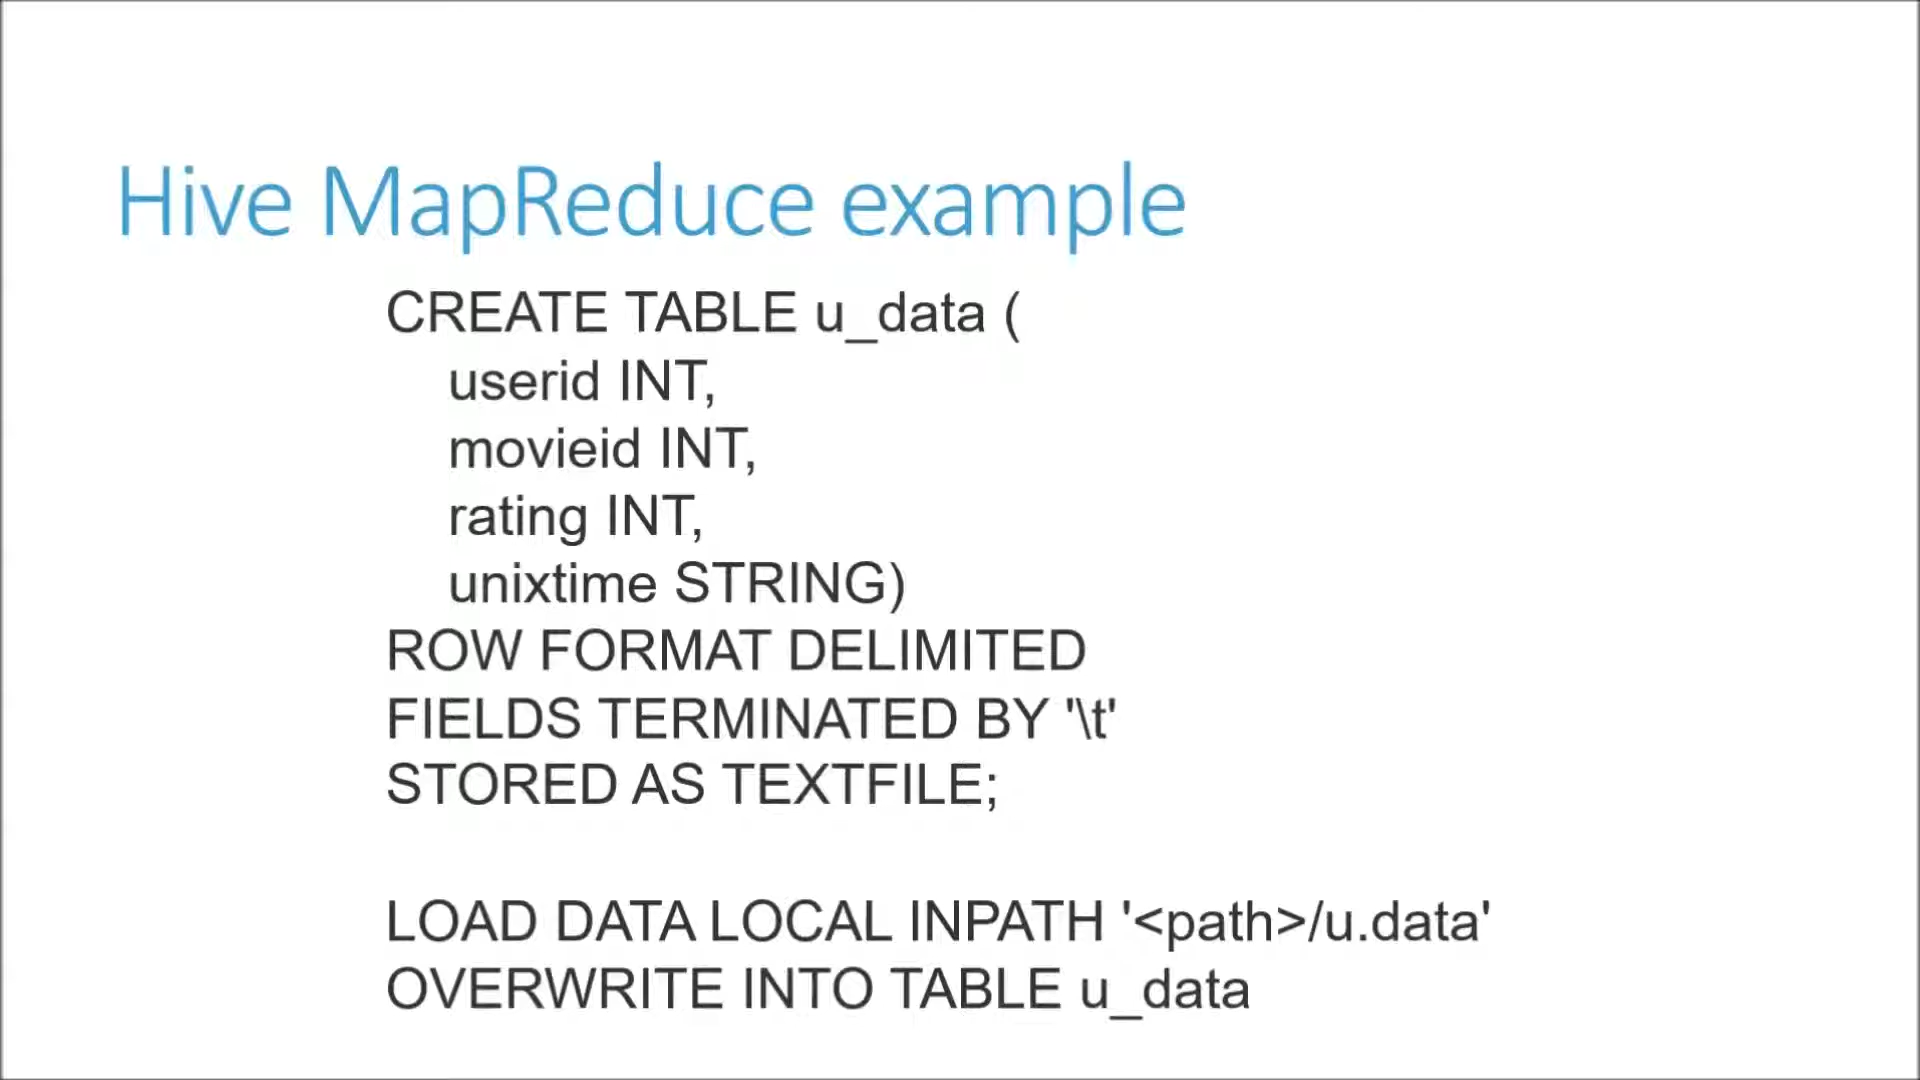 Hive MapReduce example
CREATE TABLE u_data (
userid INT,
movieid INT,
rating INT,
unixtime STRING)
ROW FORMAT DELIMITED
FIELDS TERMINATED BY '\t'
STORED AS TEXTFILE;
LOAD DATA LOCAL INPATH '<path>/u.data'
OVERWRITE INTO TABLE u_data